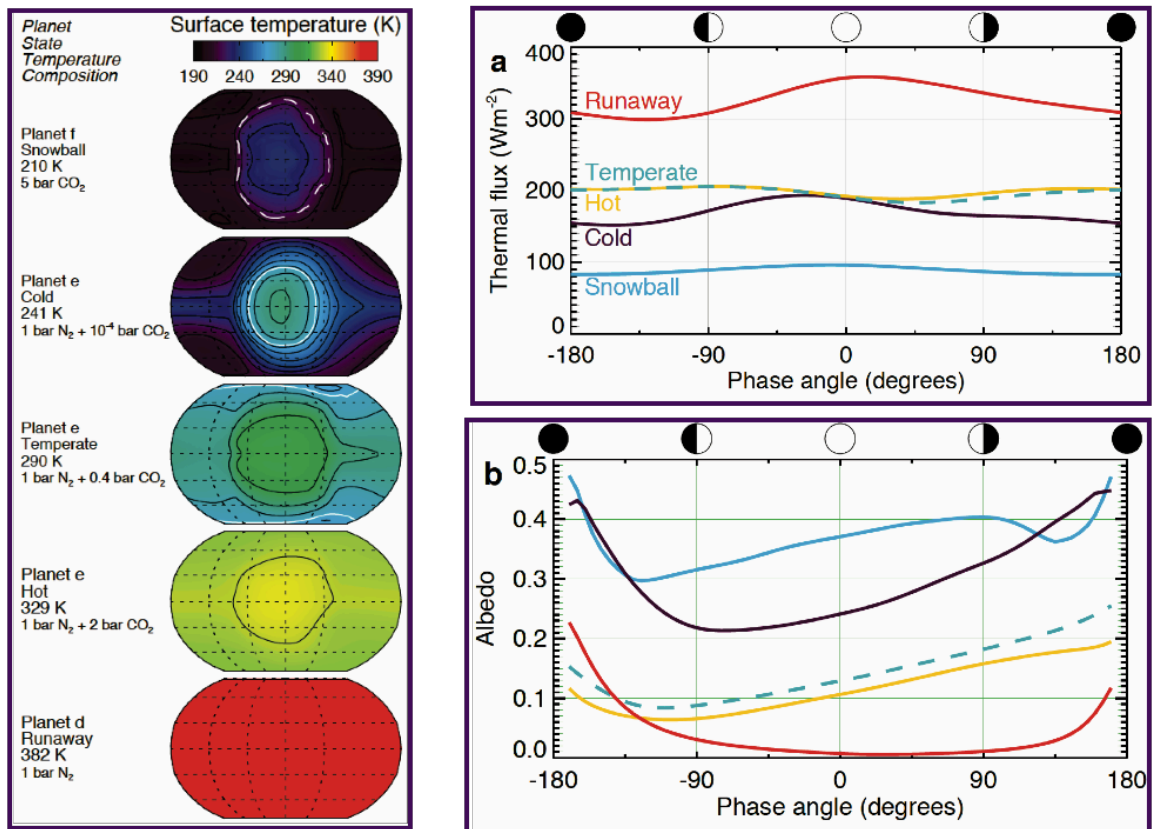 Planet
State
Temperature
Composition
Surface temperature (K)
190 240 290 340 390
Planet f
Snowball
210 K
5 bar CO₂
Planet e
Cold
241 K
1 bar N₂ + 10⁻⁴ bar CO₂
Planet e
Temperate
290 K
1 bar N₂ + 0.4 bar CO₂
Planet e
Hot
329 K
1 bar N₂ + 2 bar CO₂
Planet d
Runaway
382 K
1 bar N₂
a
Thermal flux (Wm⁻²)
400
300
200
100
0
Runaway
Temperate
Hot
Cold
Snowball
-180 -90 0 90 180
Phase angle (degrees)
b
Albedo
0.5
0.4
0.3
0.2
0.1
0.0
-180 -90 0 90 180
Phase angle (degrees)